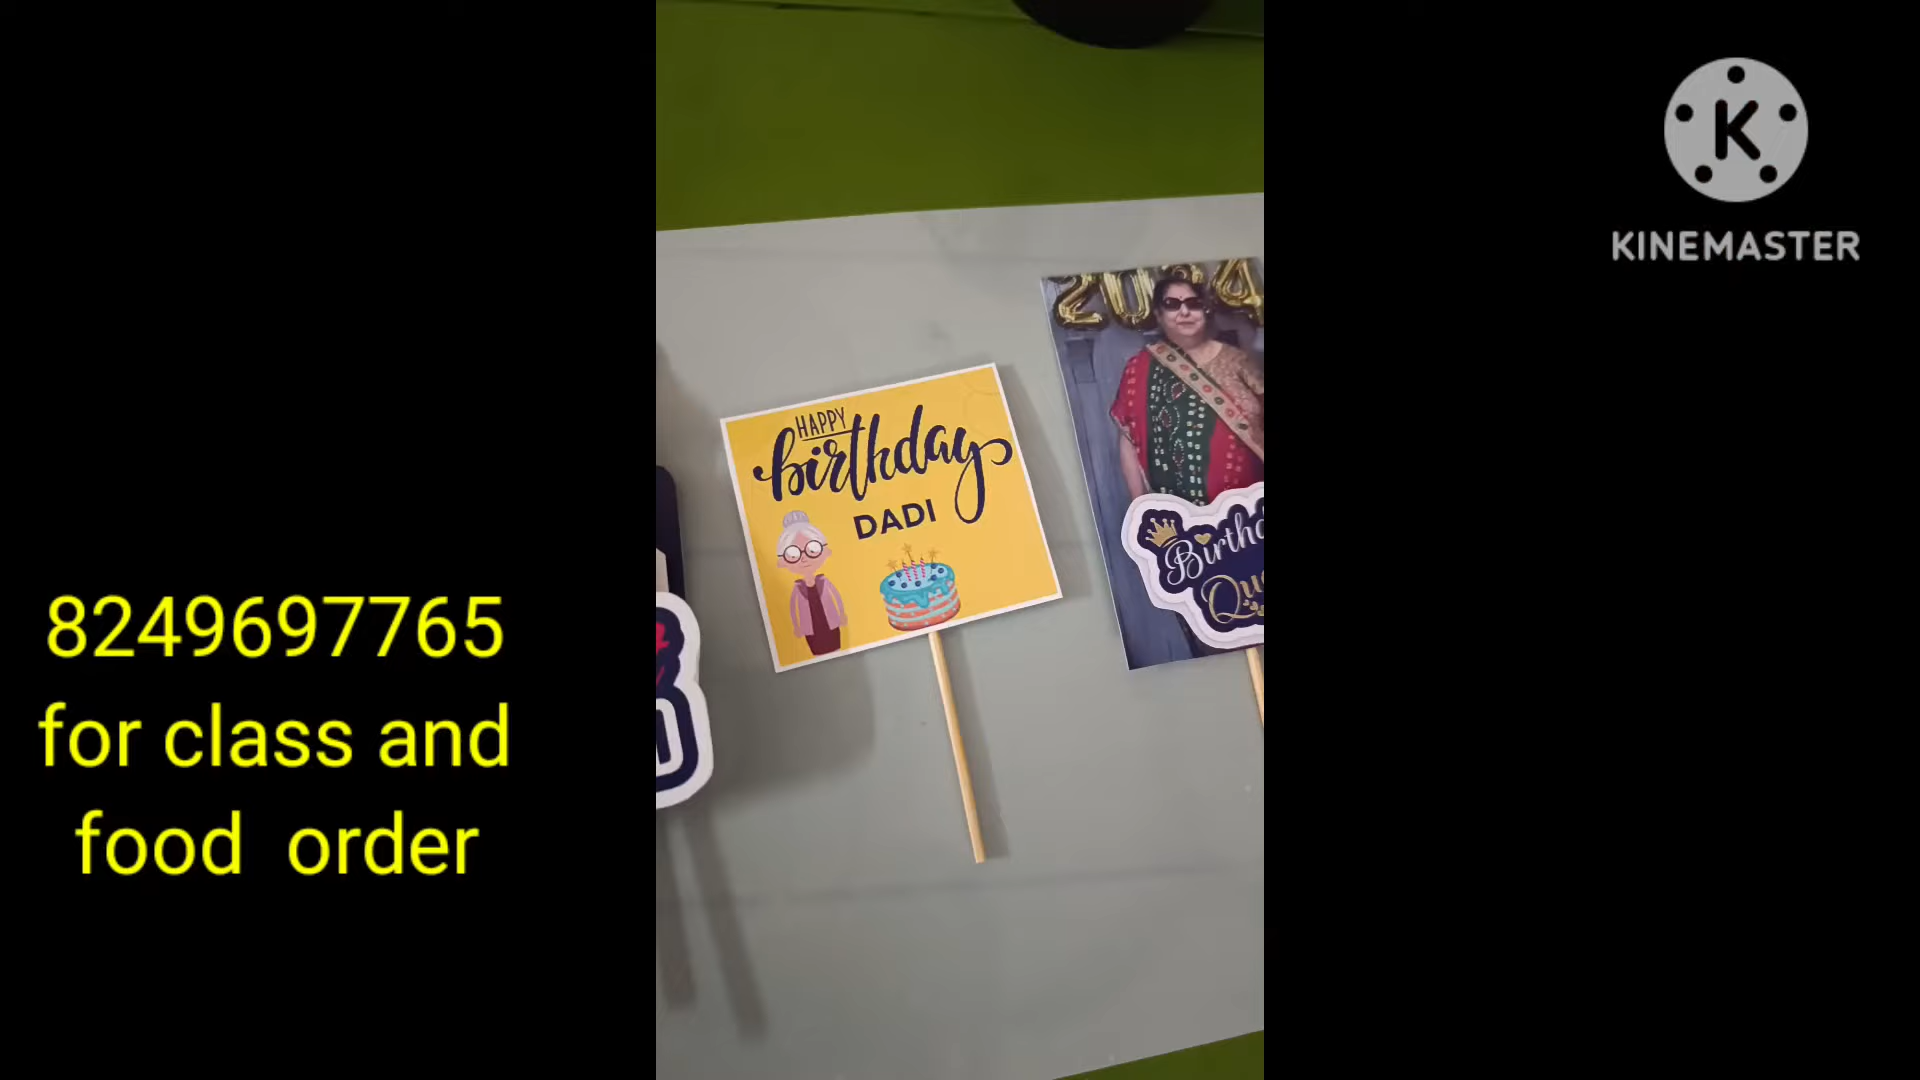 8249697765
for class and
food order
HAPPY
birthday
DADI
K
KINEMASTER